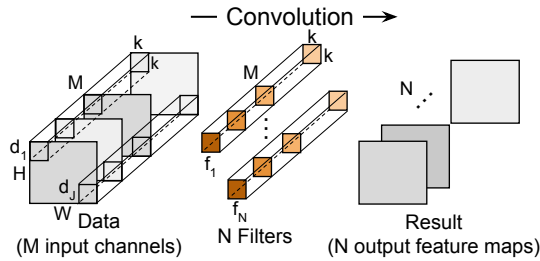 Convolution
k
k
M
d1
H
dJ
W
Data
(M input channels)
k
k
M
f1
fN
N Filters
N
Result
(N output feature maps)